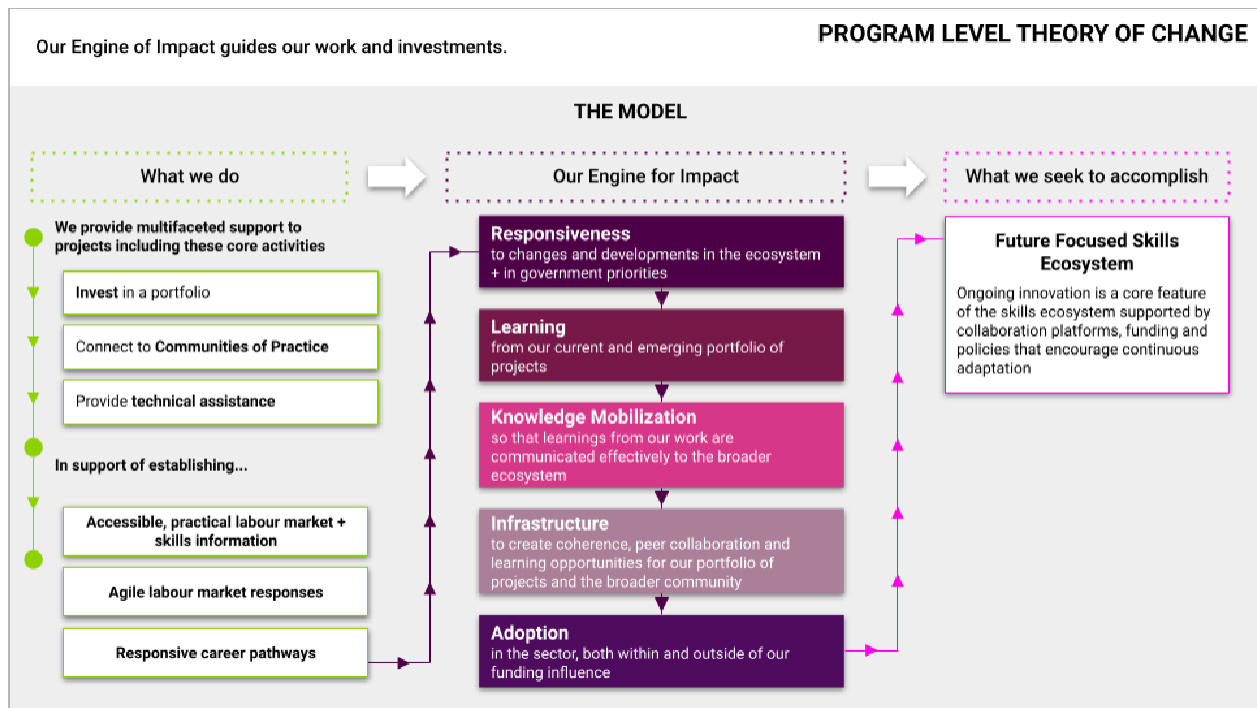 Our Engine of Impact guides our work and investments.
PROGRAM LEVEL THEORY OF CHANGE
THE MODEL
What we do
Our Engine for Impact
What we seek to accomplish
We provide multifaceted support to
projects including these core activities
Invest in a portfolio
Connect to Communities of Practice
Provide technical assistance
In support of establishing...
Accessible, practical labour market +
skills information
Agile labour market responses
Responsive career pathways
Responsiveness
to changes and developments in the ecosystem
+ in government priorities
Learning
from our current and emerging portfolio of
projects
Knowledge Mobilization
so that learnings from our work are
communicated effectively to the broader
ecosystem
Infrastructure
to create coherence, peer collaboration and
learning opportunities for our portfolio of
projects and the broader community
Adoption
in the sector, both within and outside of our
funding influence
Future Focused Skills
Ecosystem
Ongoing innovation is a core feature
of the skills ecosystem supported by
collaboration platforms, funding and
policies that encourage continuous
adaptation